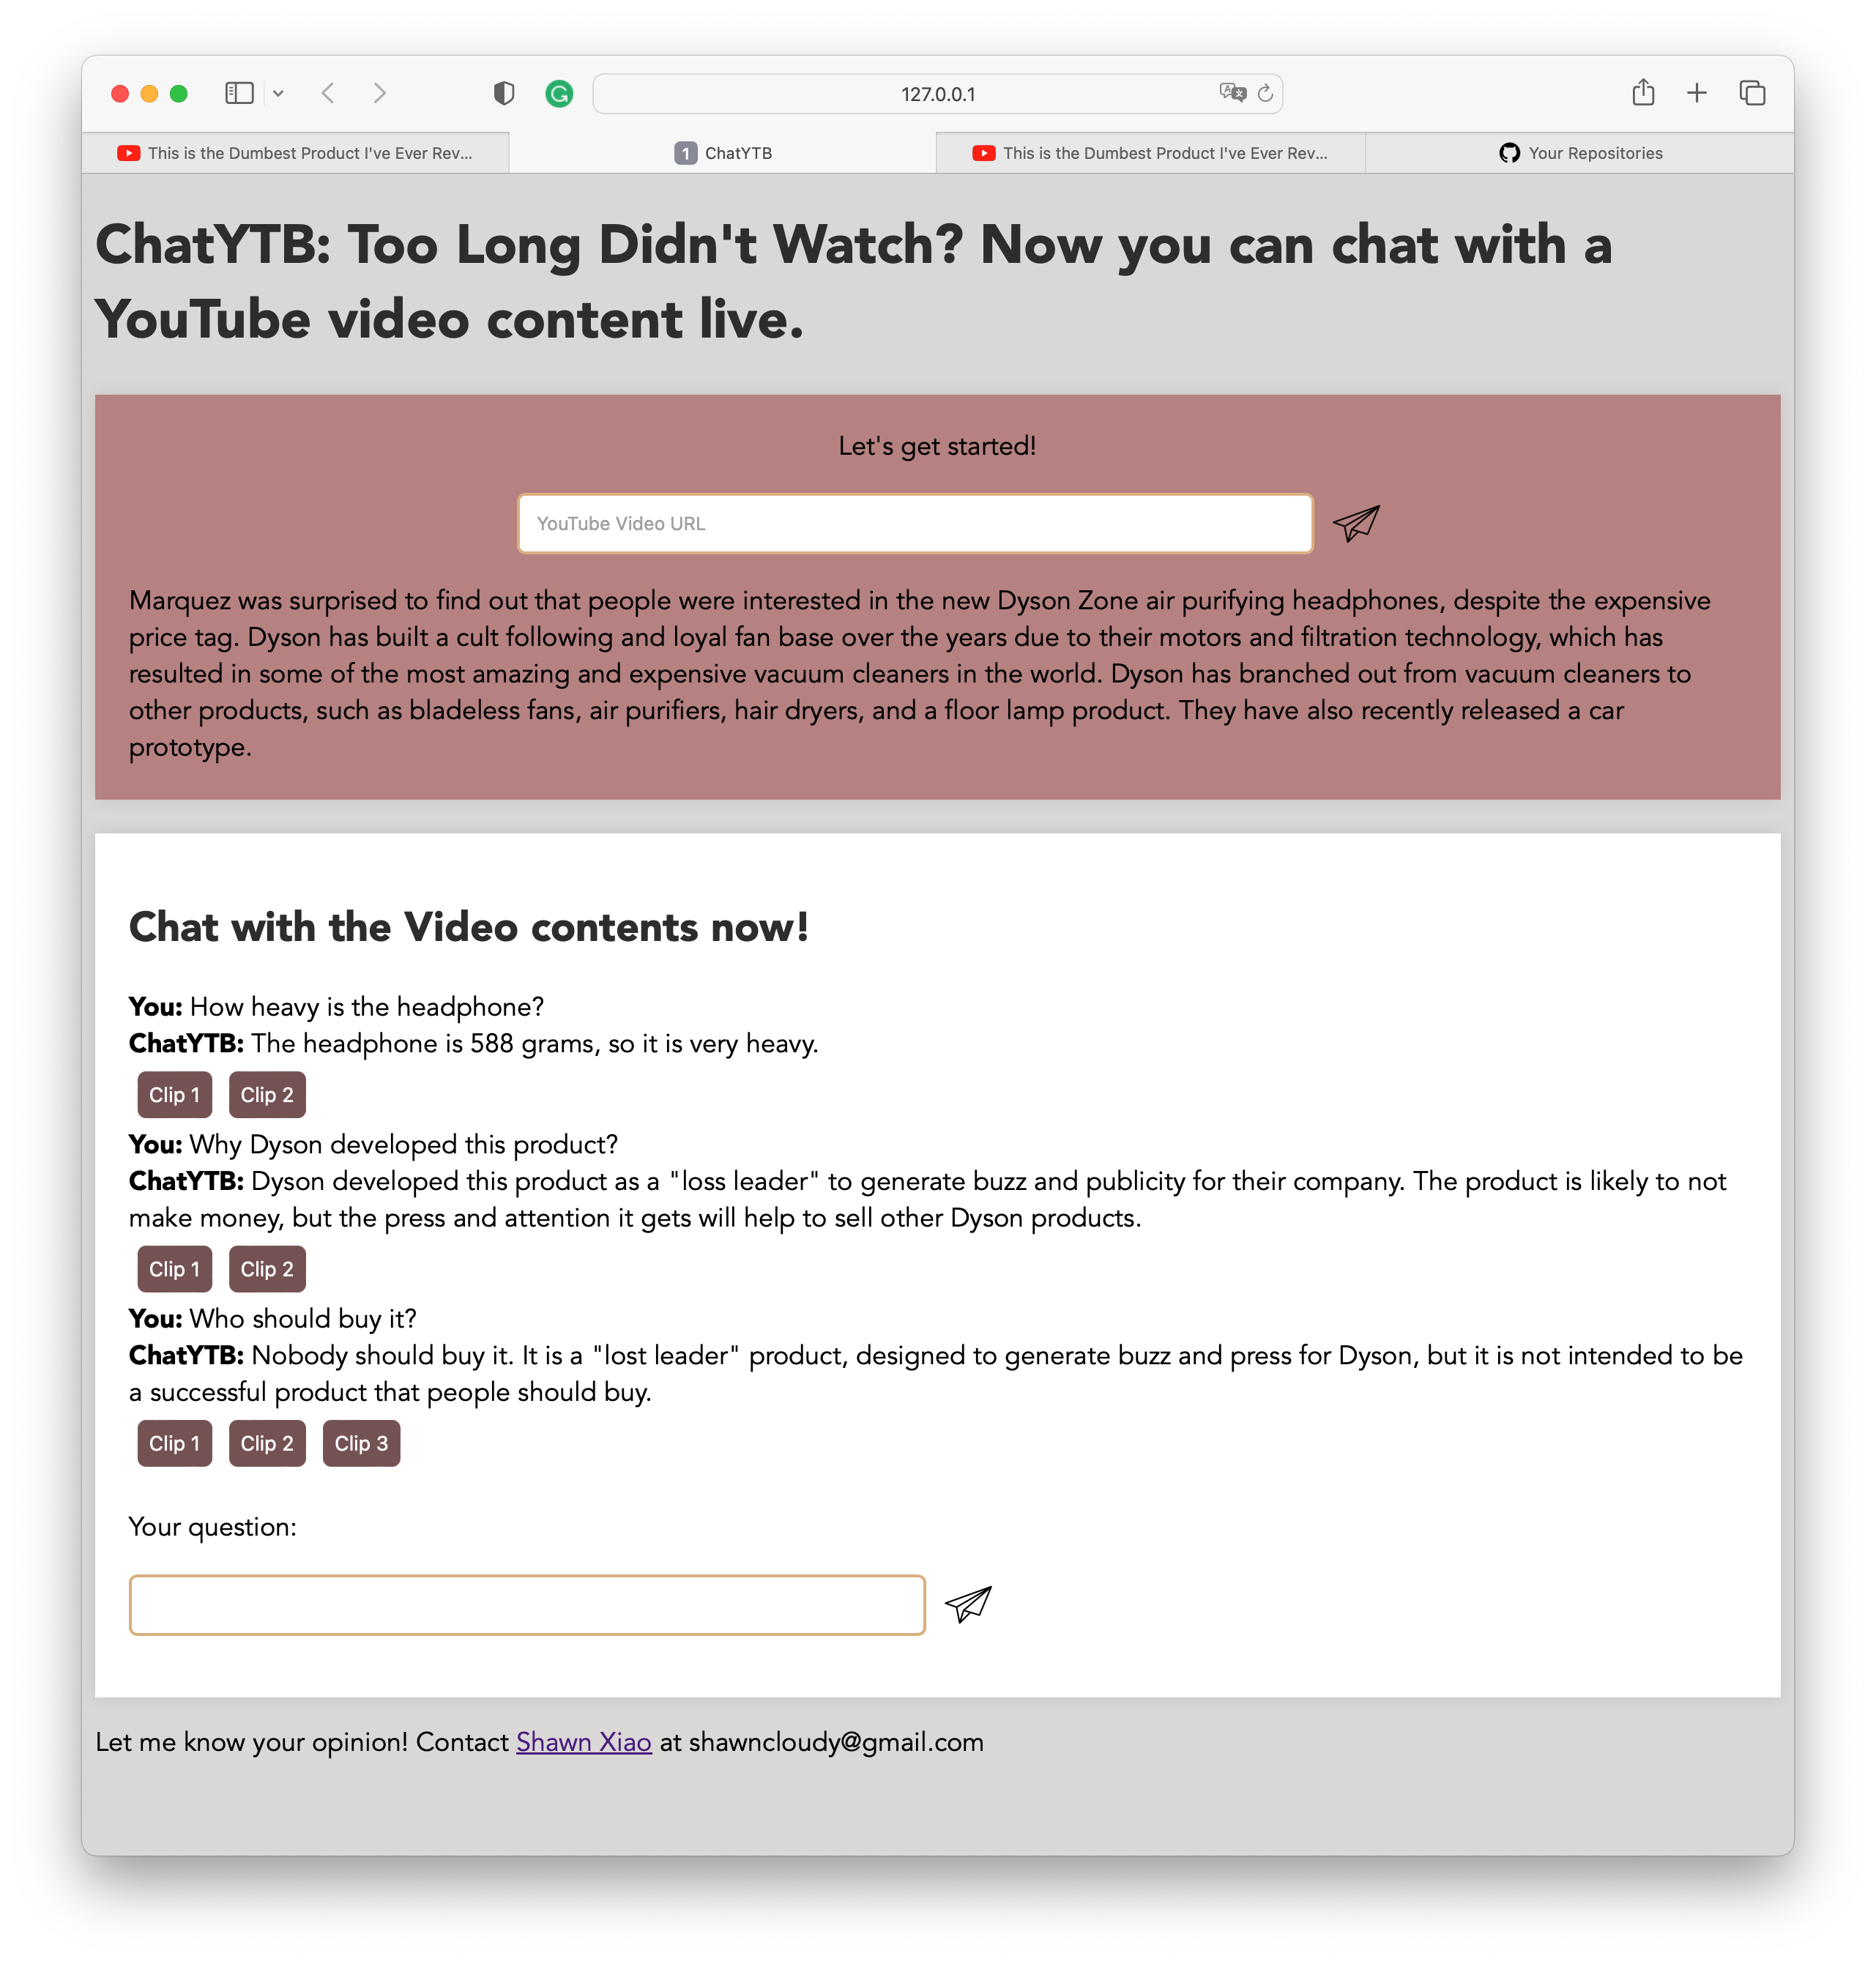 127.0.0.1
This is the Dumbest Product I've Ever Rev...
1 ChatYTB
This is the Dumbest Product I've Ever Rev...
Your Repositories
ChatYTB: Too Long Didn't Watch? Now you can chat with a
YouTube video content live.
Let's get started!
YouTube Video URL
Marquez was surprised to find out that people were interested in the new Dyson Zone air purifying headphones, despite the expensive
price tag. Dyson has built a cult following and loyal fan base over the years due to their motors and filtration technology, which has
resulted in some of the most amazing and expensive vacuum cleaners in the world. Dyson has branched out from vacuum cleaners to
other products, such as bladeless fans, air purifiers, hair dryers, and a floor lamp product. They have also recently released a car
prototype.
Chat with the Video contents now!
You: How heavy is the headphone?
ChatYTB: The headphone is 588 grams, so it is very heavy.
Clip 1 Clip 2
You: Why Dyson developed this product?
ChatYTB: Dyson developed this product as a "loss leader" to generate buzz and publicity for their company. The product is likely to not
make money, but the press and attention it gets will help to sell other Dyson products.
Clip 1 Clip 2
You: Who should buy it?
ChatYTB: Nobody should buy it. It is a "lost leader" product, designed to generate buzz and press for Dyson, but it is not intended to be
a successful product that people should buy.
Clip 1 Clip 2 Clip 3
Your question:
Let me know your opinion! Contact Shawn Xiao at shawncloudy@gmail.com